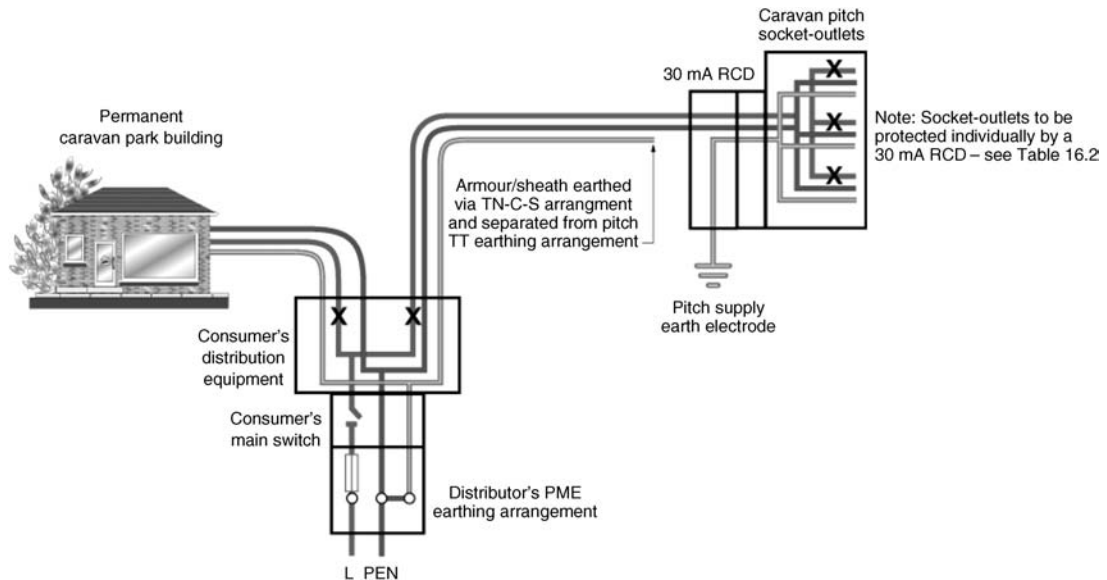 Caravan pitch
socket-outlets
30 mA RCD
X
Permanent
caravan park building
X
Note: Socket-outlets to be
protected individually by a
30 mA RCD – see Table 16.2
X
Armour/sheath earthed
via TN-C-S arrangment
and separated from pitch
TT earthing arrangement
Pitch supply
earth electrode
X
X
Consumer's
distribution
equipment
Consumer's
main switch
Distributor's PME
earthing arrangement
L PEN